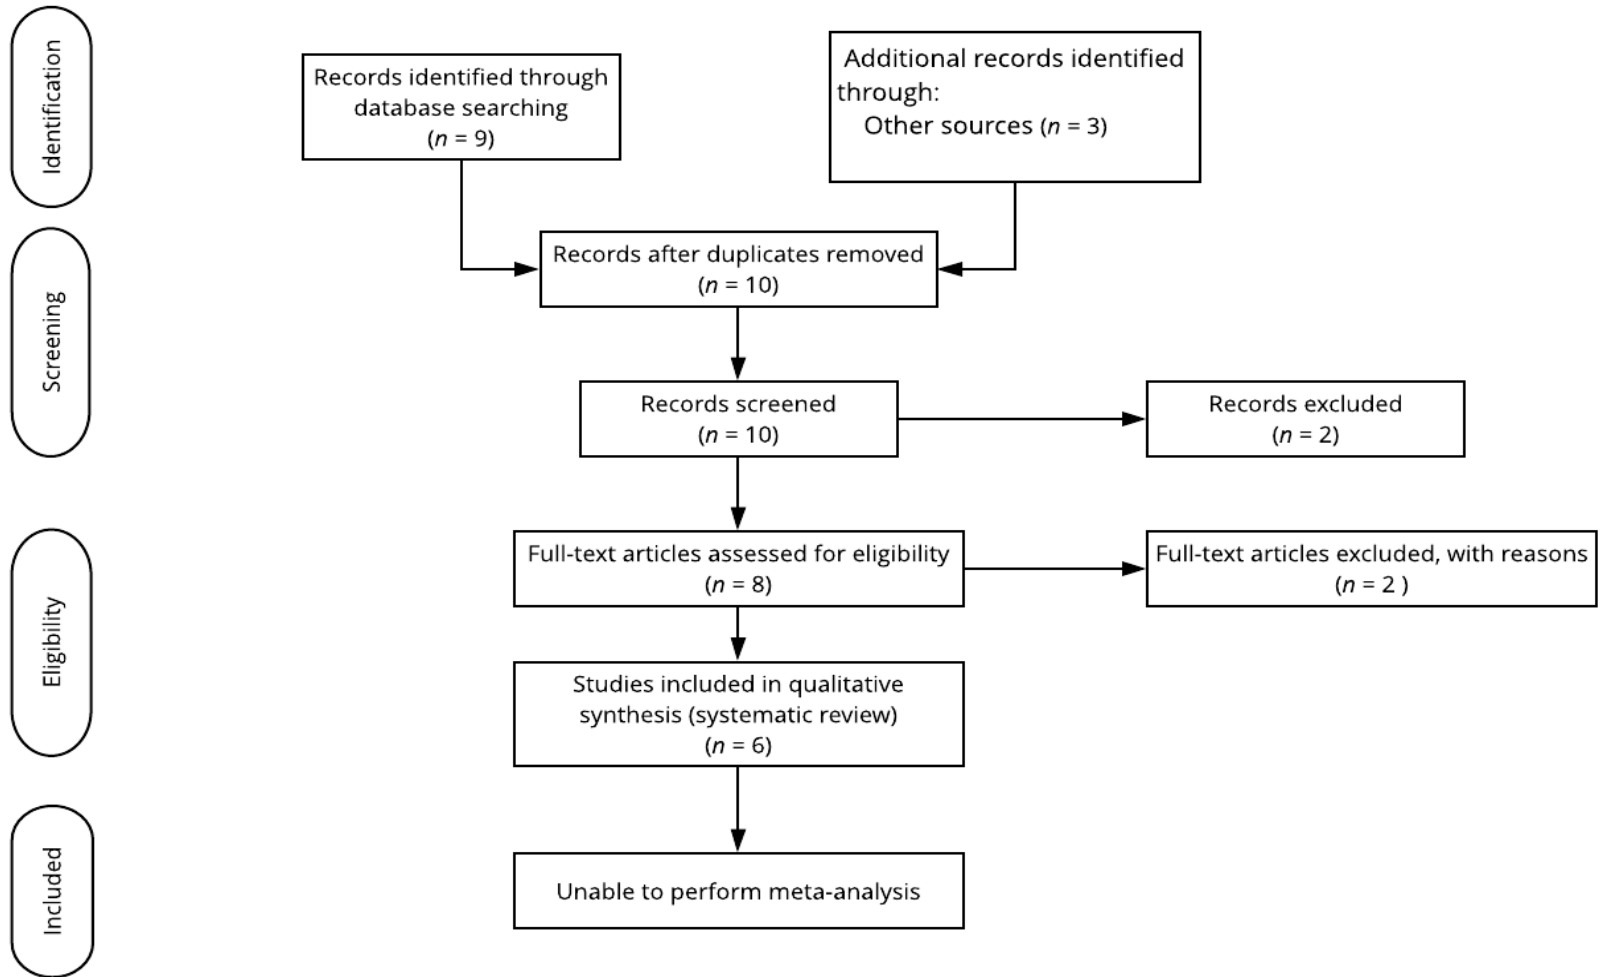 Identification
Records identified through
database searching
(n = 9)
Additional records identified
through:
Other sources (n = 3)
Screening
Records after duplicates removed
(n = 10)
Records screened
(n = 10)
Records excluded
(n = 2)
Eligibility
Full-text articles assessed for eligibility
(n = 8)
Full-text articles excluded, with reasons
(n = 2 )
Studies included in qualitative
synthesis (systematic review)
(n = 6)
Included
Unable to perform meta-analysis